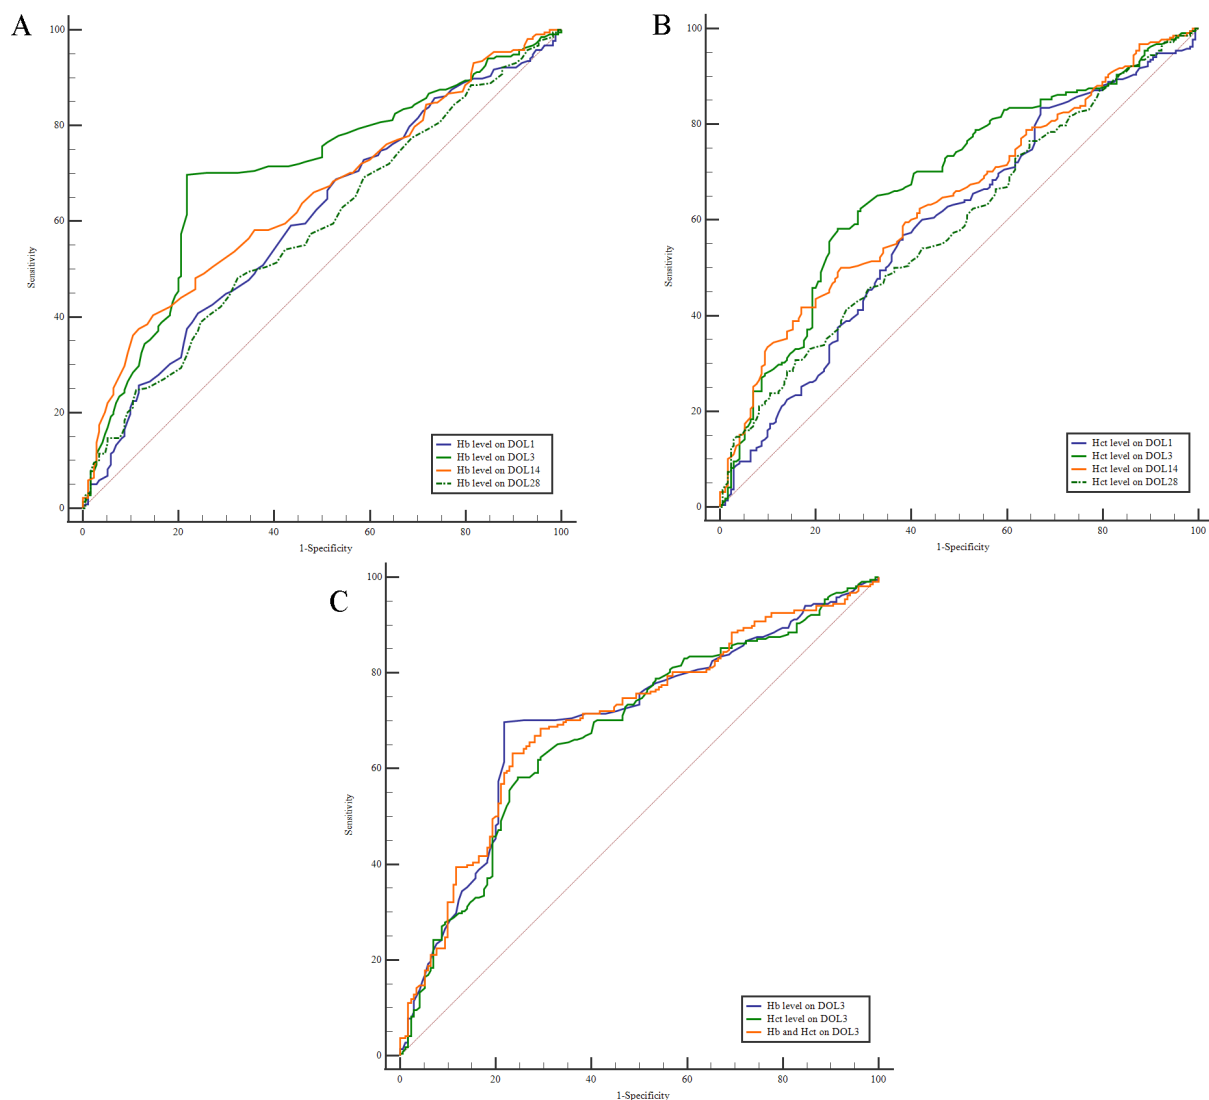 A
100
80
60
40
20
0
Sensitivity
0 20 40 60 80 100
1-Specificity
Hb level on DOL1
Hb level on DOL3
Hb level on DOL14
Hb level on DOL28
B
100
80
60
40
20
0
Sensitivity
0 20 40 60 80 100
1-Specificity
Hct level on DOL1
Hct level on DOL3
Hct level on DOL14
Hct level on DOL28
C
100
80
60
40
20
0
Sensitivity
0 20 40 60 80 100
1-Specificity
Hb level on DOL3
Hct level on DOL3
Hb and Hct on DOL3